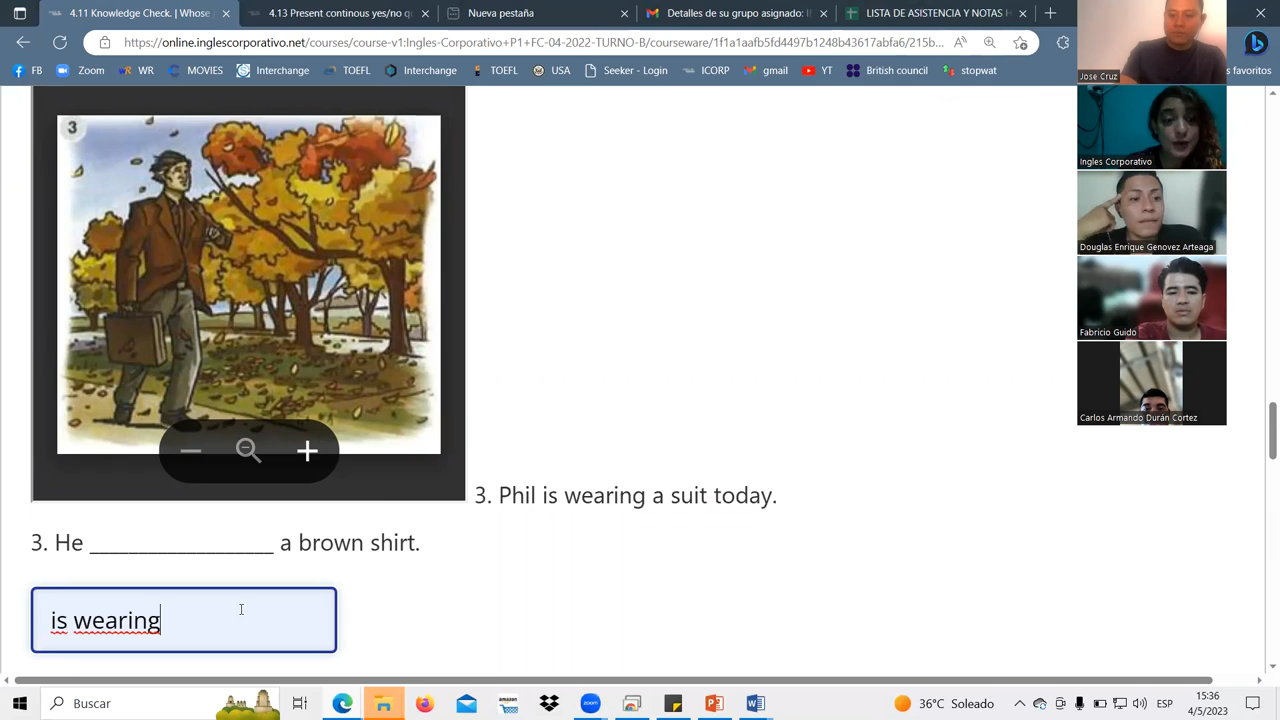 4.11 Knowledge Check. | Whose j
4.13 Present continous yes/no qu
Nueva pestaña
Detalles de su grupo asignado: I
LISTA DE ASISTENCIA Y NOTAS H
https://online.inglescorporativo.net/courses/course-v1:Ingles-Corporativo+P1+FC-04-2022-TURNO-B/courseware/1f1a1aafb5fd4497b1248b43617abfa6/215b...
FB
Zoom
WR
MOVIES
Interchange
TOEFL
Interchange
TOEFL
USA
Seeker - Login
ICORP
gmail
YT
British council
stopwat
s favoritos
Jose Cruz
Ingles Corporativo
Douglas Enrique Genovez Arteaga
Fabricio Guido
Carlos Armando Durán Cortez
3
3. Phil is wearing a suit today.
3. He ___________________ a brown shirt.
is wearing
Buscar
36°C Soleado
ESP
15:36
4/5/2023